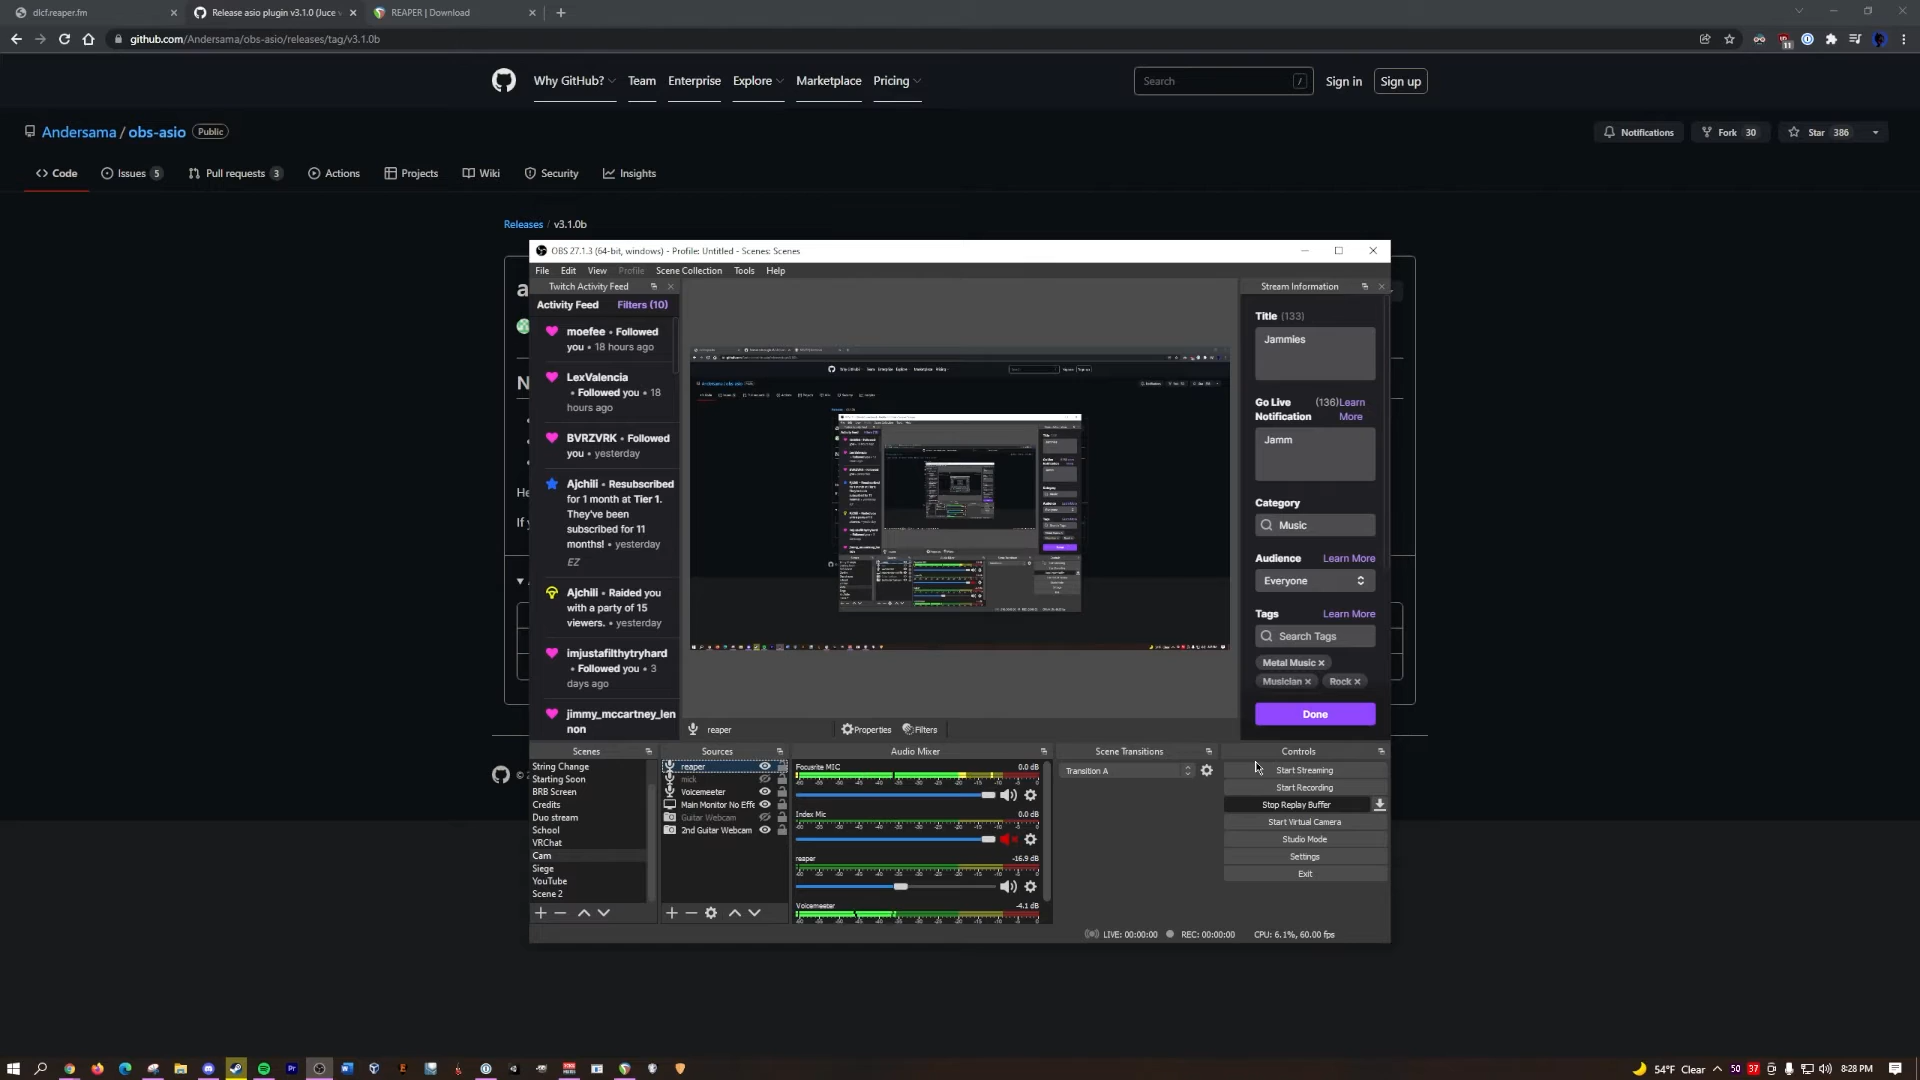 dlcf.reaper.fm
Release asio plugin v3.1.0 (Juce v
REAPER | Download
github.com/Andersama/obs-asio/releases/tag/v3.1.0b
11
Why GitHub?
Team
Enterprise
Explore
Marketplace
Pricing
Search
/
Sign in
Sign up
Andersama / obs-asio
Public
Notifications
Fork 30
Star 386
Code
Issues 5
Pull requests 3
Actions
Projects
Wiki
Security
Insights
Releases / v3.1.0b
OBS 27.1.3 (64-bit, windows) - Profile: Untitled - Scenes: Scenes
File Edit View Profile Scene Collection Tools Help
Twitch Activity Feed
Activity Feed
Filters (10)
moefee • Followed
you • 18 hours ago
LexValencia
• Followed you • 18
hours ago
BVRZVRK • Followed
you • yesterday
Ajchili • Resubscribed
for 1 month at Tier 1.
They've been
subscribed for 11
months! • yesterday
EZ
Ajchili • Raided you
with a party of 15
viewers. • yesterday
imjustafilthytryhard
• Followed you • 3
days ago
jimmy_mccartney_len
non
Stream Information
Title (133)
Jammies
Go Live
Notification
(136)Learn
More
Jamm
Category
Music
Audience
Learn More
Everyone
Tags
Learn More
Search Tags
Metal Music ×
Musician ×
Rock ×
Done
reaper
Properties
Filters
Scenes
String Change
Starting Soon
BRB Screen
Credits
Duo stream
School
VRChat
Cam
Siege
YouTube
Scene 2
Sources
reaper
mick
Voicemeeter
Main Monitor No Effe
Guitar Webcam
2nd Guitar Webcam
Audio Mixer
Focusrite MIC
0.0 dB
Index Mic
0.0 dB
reaper
-16.9 dB
Voicemeeter
-4.1 dB
Scene Transitions
Transition A
Controls
Start Streaming
Start Recording
Stop Replay Buffer
Start Virtual Camera
Studio Mode
Settings
Exit
LIVE: 00:00:00
REC: 00:00:00
CPU: 6.1%, 60.00 fps
54°F Clear
50
37
8:28 PM